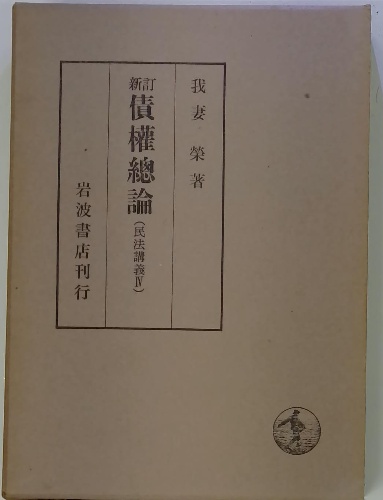 我妻榮著
新訂
債權總論
(民法講義Ⅳ)
岩波書店刊行